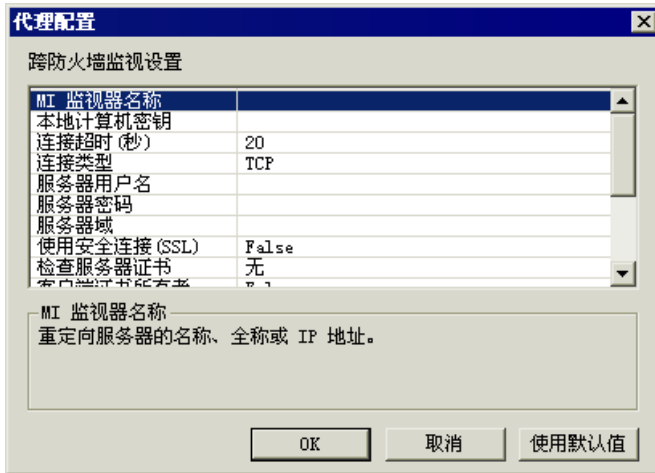 代理配置
跨防火墙监视设置
MI 监视器名称
本地计算机密钥
连接超时(秒) 20
连接类型 TCP
服务器用户名
服务器密码
服务器域
使用安全连接(SSL) False
检查服务器证书 无
MI 监视器名称
重定向服务器的名称、全称或 IP 地址。
OK 取消 使用默认值